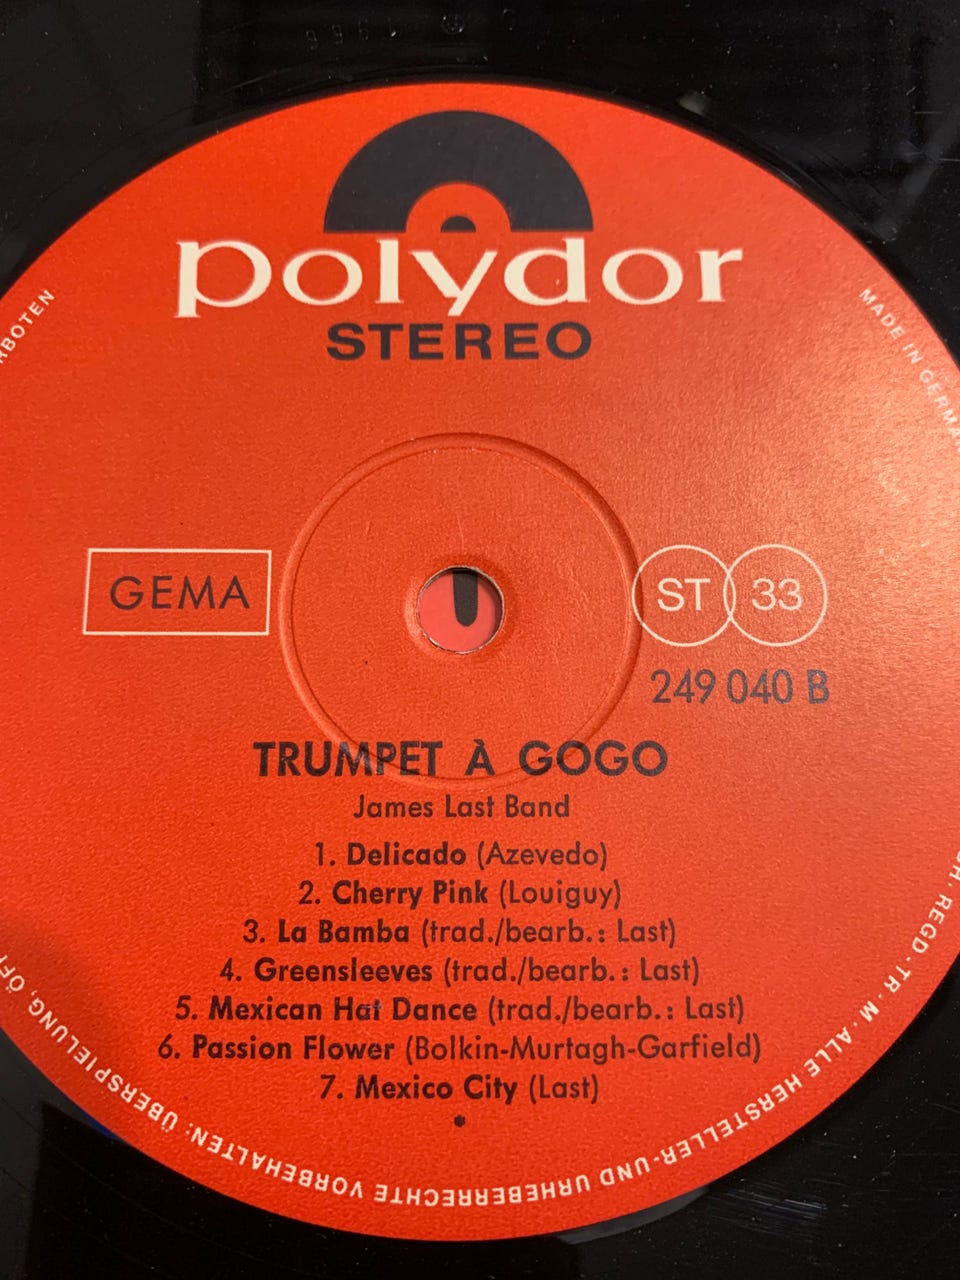 polydor
STEREO
GEMA
ST 33
249 040 B
TRUMPET À GOGO
James Last Band
1. Delicado (Azevedo)
2. Cherry Pink (Louiguy)
3. La Bamba (trad./bearb.: Last)
4. Greensleeves (trad./bearb.: Last)
5. Mexican Hat Dance (trad./bearb.: Last)
6. Passion Flower (Bolkin-Murtagh-Garfield)
7. Mexico City (Last)
MADE IN
REGD · TR · M · ALLE HERSTELLER-UND URHEBERRECHTE VORBEHALTEN: ÜBERSPIELUNG,